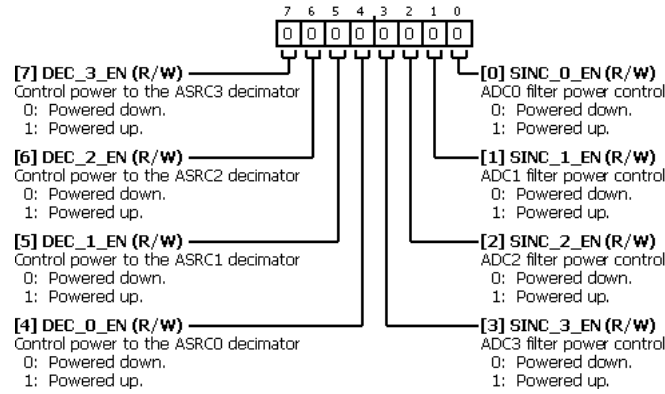 7 6 5 4 3 2 1 0
0 0 0 0 0 0 0 0
[7] DEC_3_EN (R/W)
Control power to the ASRC3 decimator
0: Powered down.
1: Powered up.
[6] DEC_2_EN (R/W)
Control power to the ASRC2 decimator
0: Powered down.
1: Powered up.
[5] DEC_1_EN (R/W)
Control power to the ASRC1 decimator
0: Powered down.
1: Powered up.
[4] DEC_0_EN (R/W)
Control power to the ASRC0 decimator
0: Powered down.
1: Powered up.
[0] SINC_0_EN (R/W)
ADC0 filter power control
0: Powered down.
1: Powered up.
[1] SINC_1_EN (R/W)
ADC1 filter power control
0: Powered down.
1: Powered up.
[2] SINC_2_EN (R/W)
ADC2 filter power control
0: Powered down.
1: Powered up.
[3] SINC_3_EN (R/W)
ADC3 filter power control
0: Powered down.
1: Powered up.